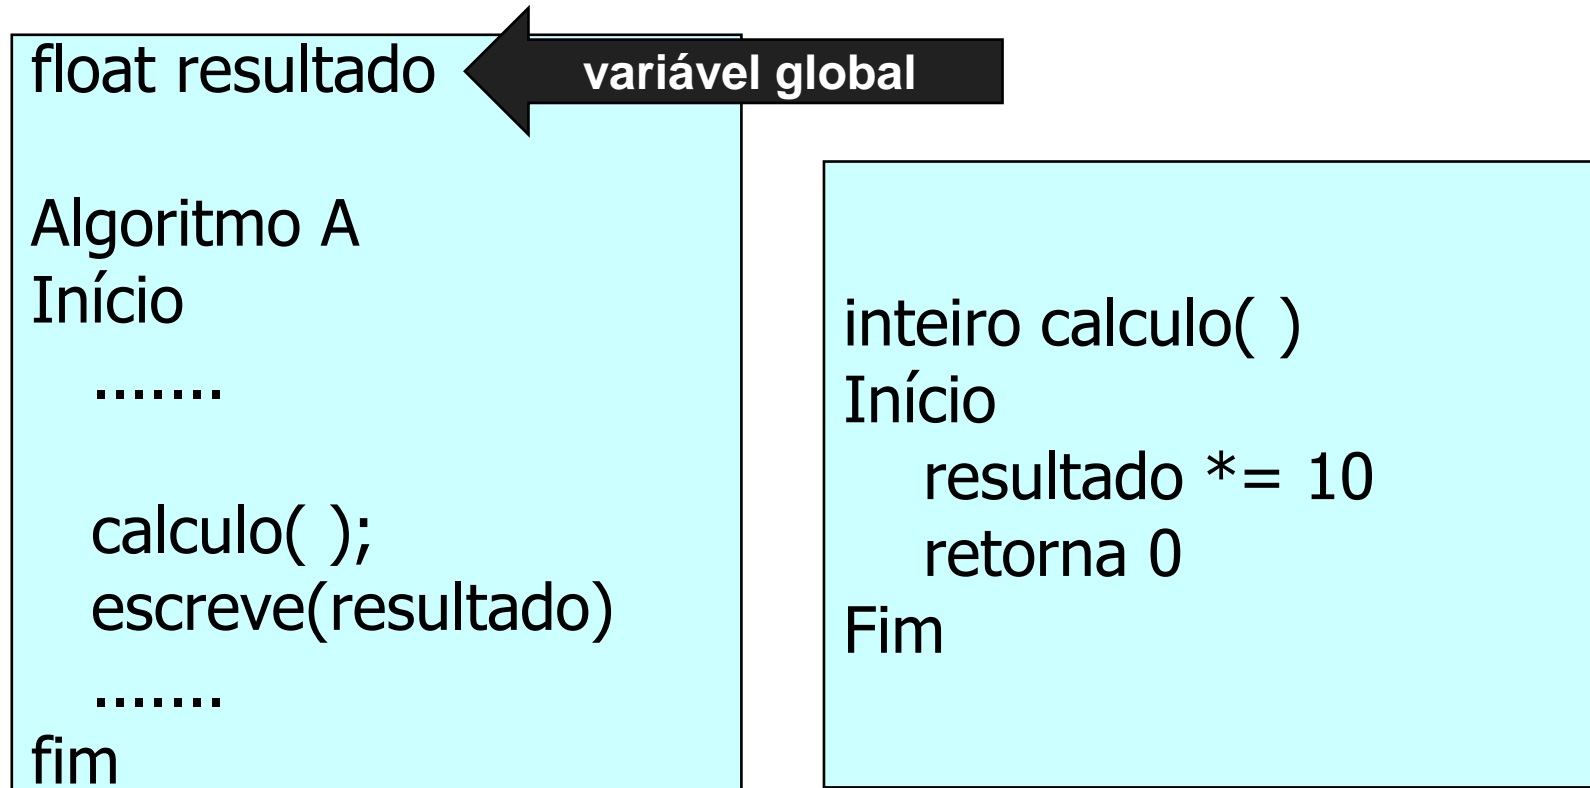 float resultado
variável global
Algoritmo A
Início
.......
calculo( );
escreve(resultado)
.......
fim
inteiro calculo( )
Início
resultado *= 10
retorna 0
Fim